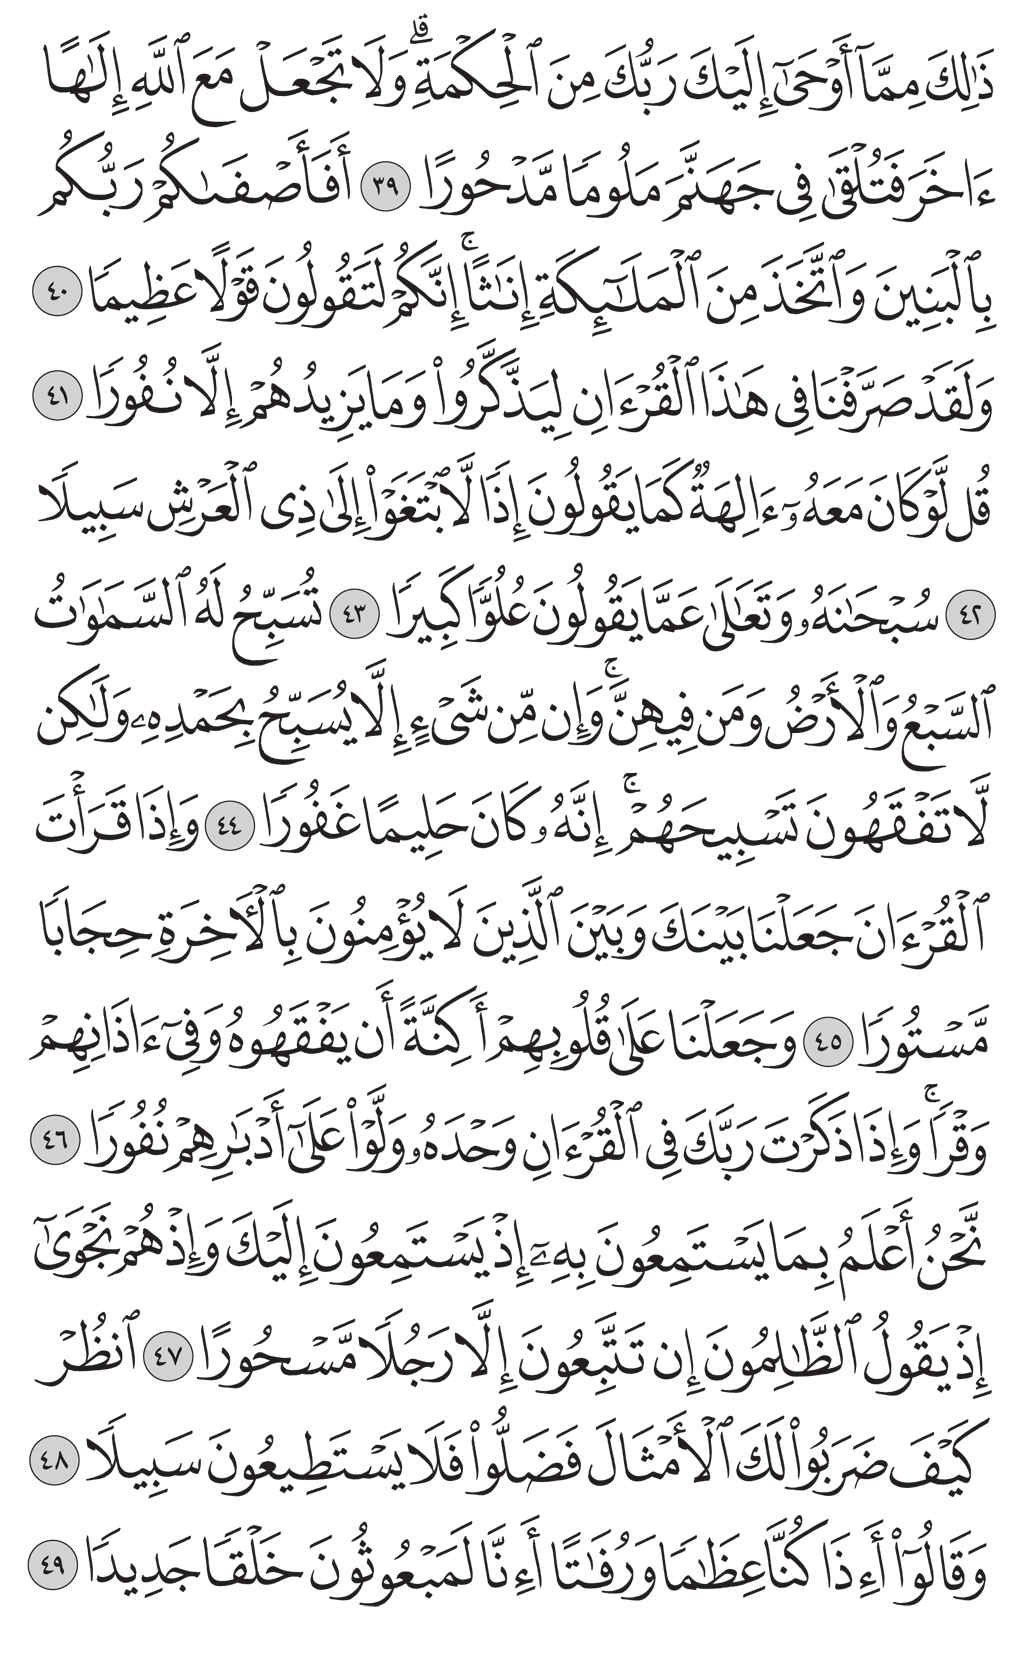 ذَٰلِكَ مِمَّآ أَوْحَىٰٓ إِلَيْكَ رَبُّكَ مِنَ ٱلْحِكْمَةِ ۗ وَلَا تَجْعَلْ مَعَ ٱللَّهِ إِلَٰهًا
ءَاخَرَ فَتُلْقَىٰ فِى جَهَنَّمَ مَلُومًا مَّدْحُورًا ٣٩ أَفَأَصْفَىٰكُمْ رَبُّكُم
بِٱلْبَنِينَ وَٱتَّخَذَ مِنَ ٱلْمَلَٰٓئِكَةِ إِنَٰثًا ۚ إِنَّكُمْ لَتَقُولُونَ قَوْلًا عَظِيمًا ٤٠
وَلَقَدْ صَرَّفْنَا فِى هَٰذَا ٱلْقُرْءَانِ لِيَذَّكَّرُوا۟ وَمَا يَزِيدُهُمْ إِلَّا نُفُورًا ٤١
قُل لَّوْ كَانَ مَعَهُۥٓ ءَالِهَةٌ كَمَا يَقُولُونَ إِذًا لَّٱبْتَغَوْا۟ إِلَىٰ ذِى ٱلْعَرْشِ سَبِيلًا
٤٢ سُبْحَٰنَهُۥ وَتَعَٰلَىٰ عَمَّا يَقُولُونَ عُلُوًّا كَبِيرًا ٤٣ تُسَبِّحُ لَهُ ٱلسَّمَٰوَٰتُ
ٱلسَّبْعُ وَٱلْأَرْضُ وَمَن فِيهِنَّ ۚ وَإِن مِّن شَىْءٍ إِلَّا يُسَبِّحُ بِحَمْدِهِۦ وَلَٰكِن
لَّا تَفْقَهُونَ تَسْبِيحَهُمْ ۚ إِنَّهُۥ كَانَ حَلِيمًا غَفُورًا ٤٤ وَإِذَا قَرَأْتَ
ٱلْقُرْءَانَ جَعَلْنَا بَيْنَكَ وَبَيْنَ ٱلَّذِينَ لَا يُؤْمِنُونَ بِٱلْءَاخِرَةِ حِجَابًا
مَّسْتُورًا ٤٥ وَجَعَلْنَا عَلَىٰ قُلُوبِهِمْ أَكِنَّةً أَن يَفْقَهُوهُ وَفِىٓ ءَاذَانِهِمْ
وَقْرًا ۚ وَإِذَا ذَكَرْتَ رَبَّكَ فِى ٱلْقُرْءَانِ وَحْدَهُۥ وَلَّوْا۟ عَلَىٰٓ أَدْبَٰرِهِمْ نُفُورًا ٤٦
نَّحْنُ أَعْلَمُ بِمَا يَسْتَمِعُونَ بِهِۦٓ إِذْ يَسْتَمِعُونَ إِلَيْكَ وَإِذْ هُمْ نَجْوَىٰٓ
إِذْ يَقُولُ ٱلظَّٰلِمُونَ إِن تَتَّبِعُونَ إِلَّا رَجُلًا مَّسْحُورًا ٤٧ ٱنظُرْ
كَيْفَ ضَرَبُوا۟ لَكَ ٱلْأَمْثَالَ فَضَلُّوا۟ فَلَا يَسْتَطِيعُونَ سَبِيلًا ٤٨
وَقَالُوٓا۟ أَءِذَا كُنَّا عِظَٰمًا وَرُفَٰتًا أَءِنَّا لَمَبْعُوثُونَ خَلْقًا جَدِيدًا ٤٩